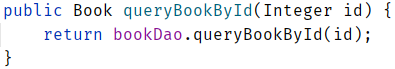 public Book queryBookById(Integer id) {
    return bookDao.queryBookById(id);
}